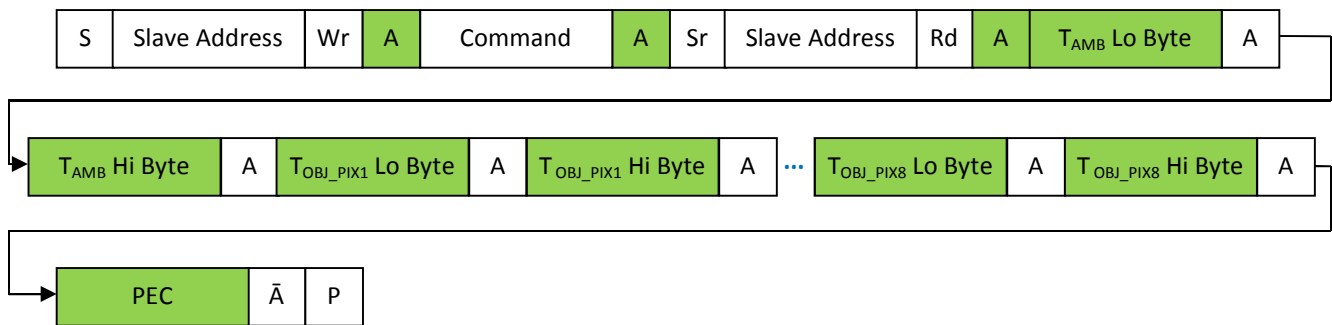 S Slave Address Wr A Command A Sr Slave Address Rd A TAMB Lo Byte A
TAMB Hi Byte A TOBJ_PIX1 Lo Byte A TOBJ_PIX1 Hi Byte A ... TOBJ_PIX8 Lo Byte A TOBJ_PIX8 Hi Byte A
PEC Ā P